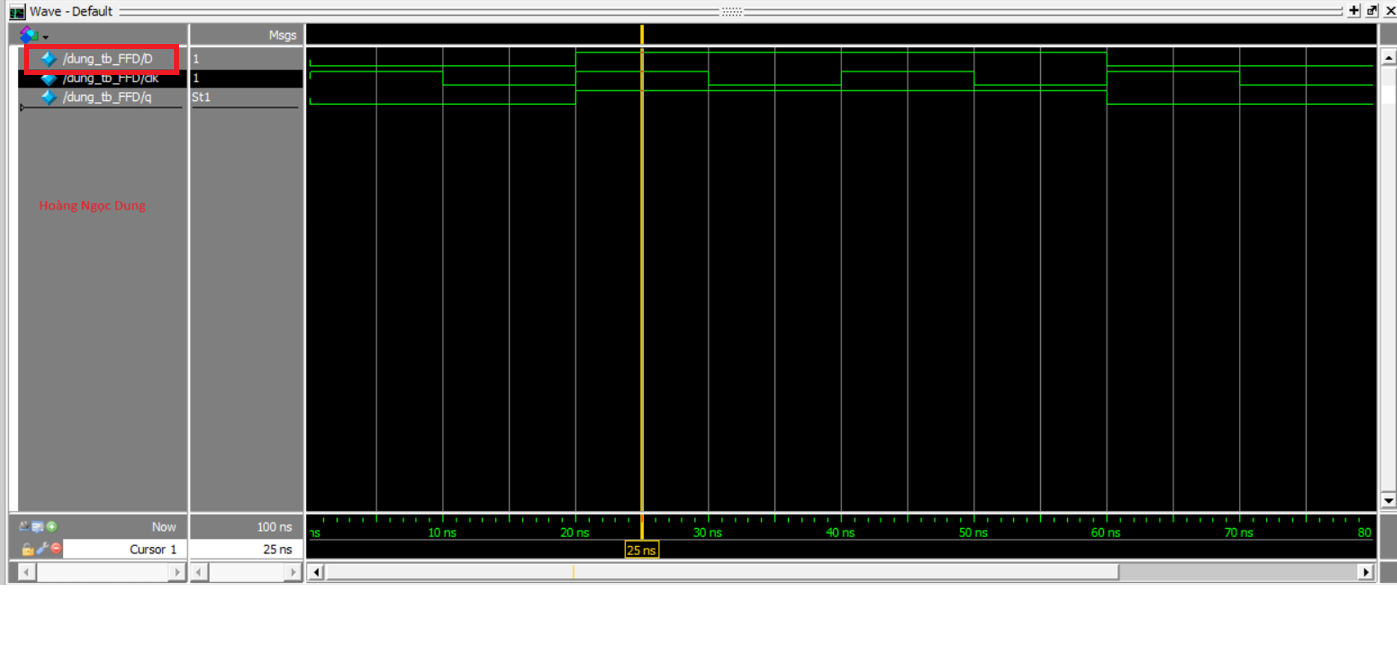 Wave - Default
Msgs
/dung_tb_FFD/D 1
/dung_tb_FFD/clk 1
/dung_tb_FFD/q St1
Hoàng Ngọc Dung
Now 100 ns
ns 10 ns 20 ns 30 ns 40 ns 50 ns 60 ns 70 ns 80
Cursor 1 25 ns
25 ns